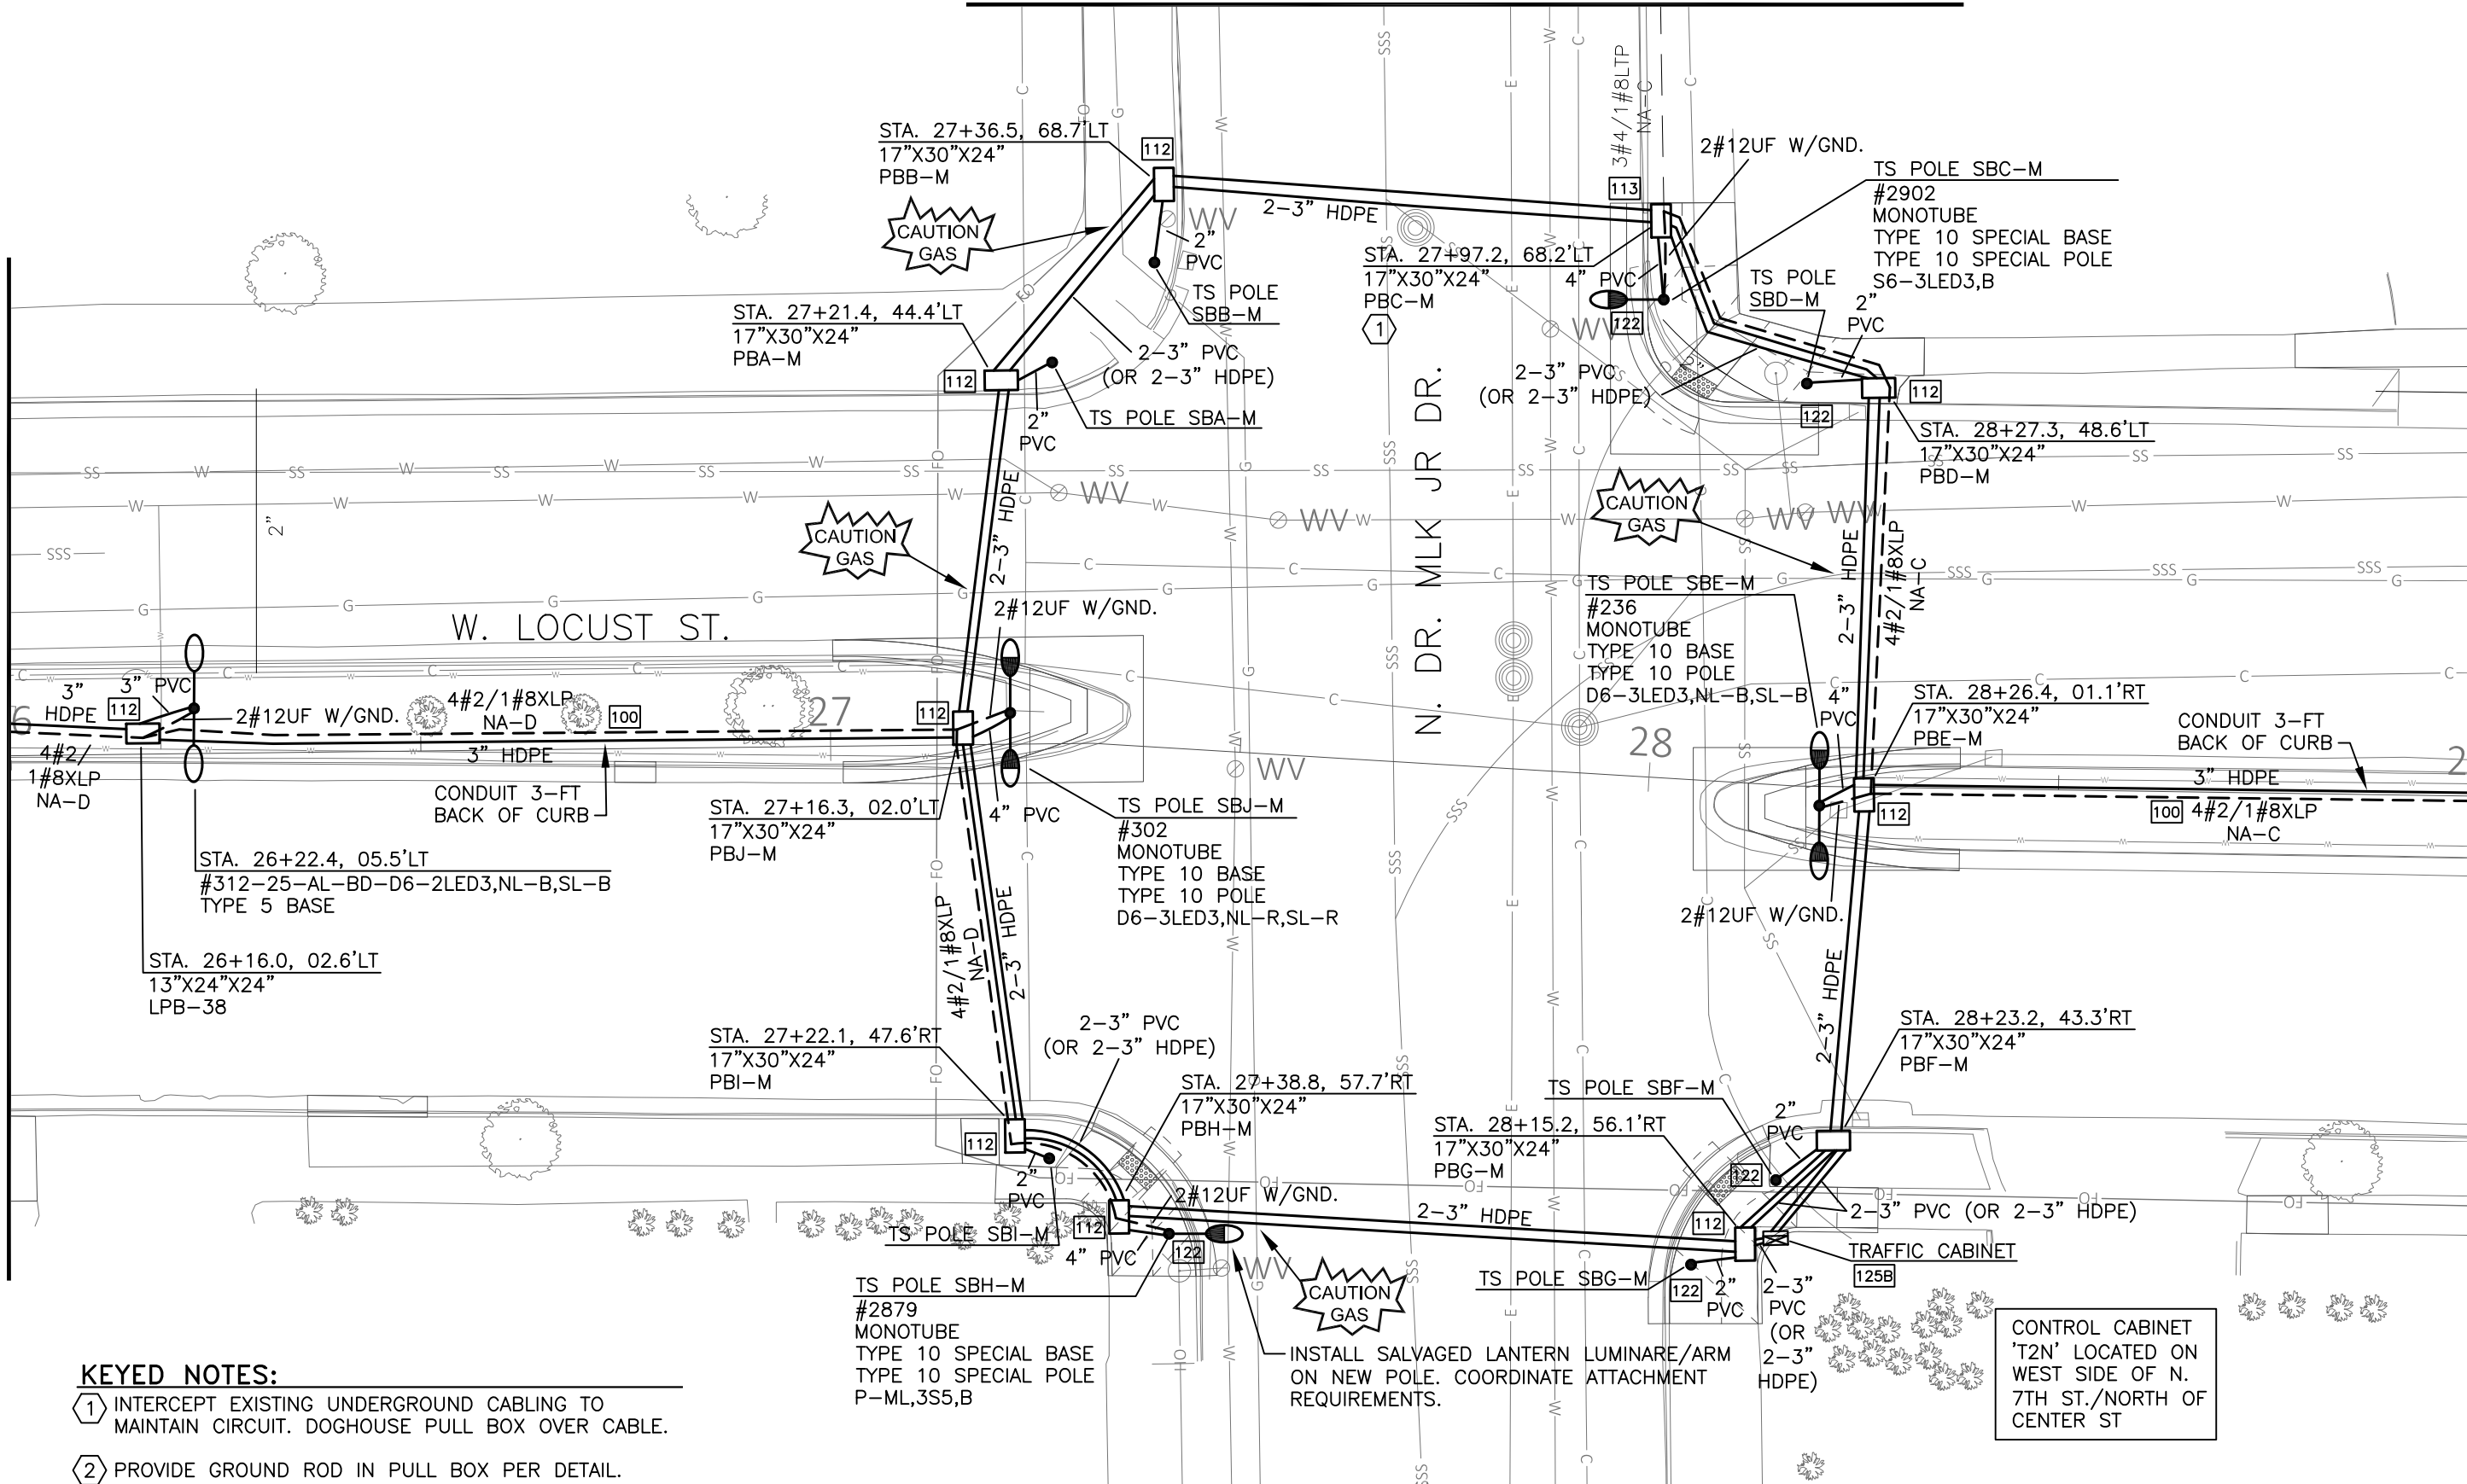 STA. 27+36.5, 68.7'LT
17"X30"X24"
PBB-M
112
CAUTION
GAS
2"
PVC
TS POLE
SBB-M
2-3" HDPE
3#4/1#8LTP
NA-C
113
2#12UF W/GND.
TS POLE SBC-M
#2902
MONOTUBE
TYPE 10 SPECIAL BASE
TYPE 10 SPECIAL POLE
S6-3LED3,B
STA. 27+97.2, 68.2'LT
17"X30"X24"
PBC-M
1
4" PVC
122
TS POLE
SBD-M
2"
PVC
STA. 27+21.4, 44.4'LT
17"X30"X24"
PBA-M
112
2-3" PVC
(OR 2-3" HDPE)
2"
PVC
TS POLE SBA-M
2-3" PVC
(OR 2-3" HDPE)
122
112
STA. 28+27.3, 48.6'LT
17"X30"X24"
PBD-M
CAUTION
GAS
2-3" HDPE
2"
W. LOCUST ST.
N. DR. MLK JR DR.
CAUTION
GAS
2-3" HDPE
4#2/1#8XLP
NA-C
TS POLE SBE-M
#236
MONOTUBE
TYPE 10 BASE
TYPE 10 POLE
D6-3LED3,NL-B,SL-B
4"
PVC
STA. 28+26.4, 01.1'RT
17"X30"X24"
PBE-M
CONDUIT 3-FT
BACK OF CURB
3" HDPE
100
4#2/1#8XLP
NA-C
112
28
2
2#12UF W/GND.
6
3"
HDPE
3" PVC
112
2#12UF W/GND.
4#2/1#8XLP
NA-D
100
27
112
2#12UF W/GND.
4#2/
1#8XLP
NA-D
3" HDPE
CONDUIT 3-FT
BACK OF CURB
STA. 27+16.3, 02.0'LT
17"X30"X24"
PBJ-M
4" PVC
TS POLE SBJ-M
#302
MONOTUBE
TYPE 10 BASE
TYPE 10 POLE
D6-3LED3,NL-R,SL-R
STA. 26+22.4, 05.5'LT
#312-25-AL-BD-D6-2LED3,NL-B,SL-B
TYPE 5 BASE
STA. 26+16.0, 02.6'LT
13"X24"X24"
LPB-38
4#2/1#8XLP
NA-D
2-3" HDPE
2-3" HDPE
STA. 27+22.1, 47.6'RT
17"X30"X24"
PBI-M
112
2-3" PVC
(OR 2-3" HDPE)
STA. 27+38.8, 57.7'RT
17"X30"X24"
PBH-M
2"
PVC
TS POLE SBI-M
112
2#12UF W/GND.
4" PVC
122
2-3" HDPE
STA. 28+23.2, 43.3'RT
17"X30"X24"
PBF-M
TS POLE SBF-M
2"
PVC
122
STA. 28+15.2, 56.1'RT
17"X30"X24"
PBG-M
112
2-3" PVC (OR 2-3" HDPE)
TRAFFIC CABINET
125B
TS POLE SBG-M
122
2"
PVC
2-3"
PVC
(OR
2-3"
HDPE)
TS POLE SBH-M
#2879
MONOTUBE
TYPE 10 SPECIAL BASE
TYPE 10 SPECIAL POLE
P-ML,3S5,B
CAUTION
GAS
INSTALL SALVAGED LANTERN LUMINARE/ARM
ON NEW POLE. COORDINATE ATTACHMENT
REQUIREMENTS.
CONTROL CABINET
'T2N' LOCATED ON
WEST SIDE OF N.
7TH ST./NORTH OF
CENTER ST
KEYED NOTES:
1 INTERCEPT EXISTING UNDERGROUND CABLING TO
MAINTAIN CIRCUIT. DOGHOUSE PULL BOX OVER CABLE.
2 PROVIDE GROUND ROD IN PULL BOX PER DETAIL.